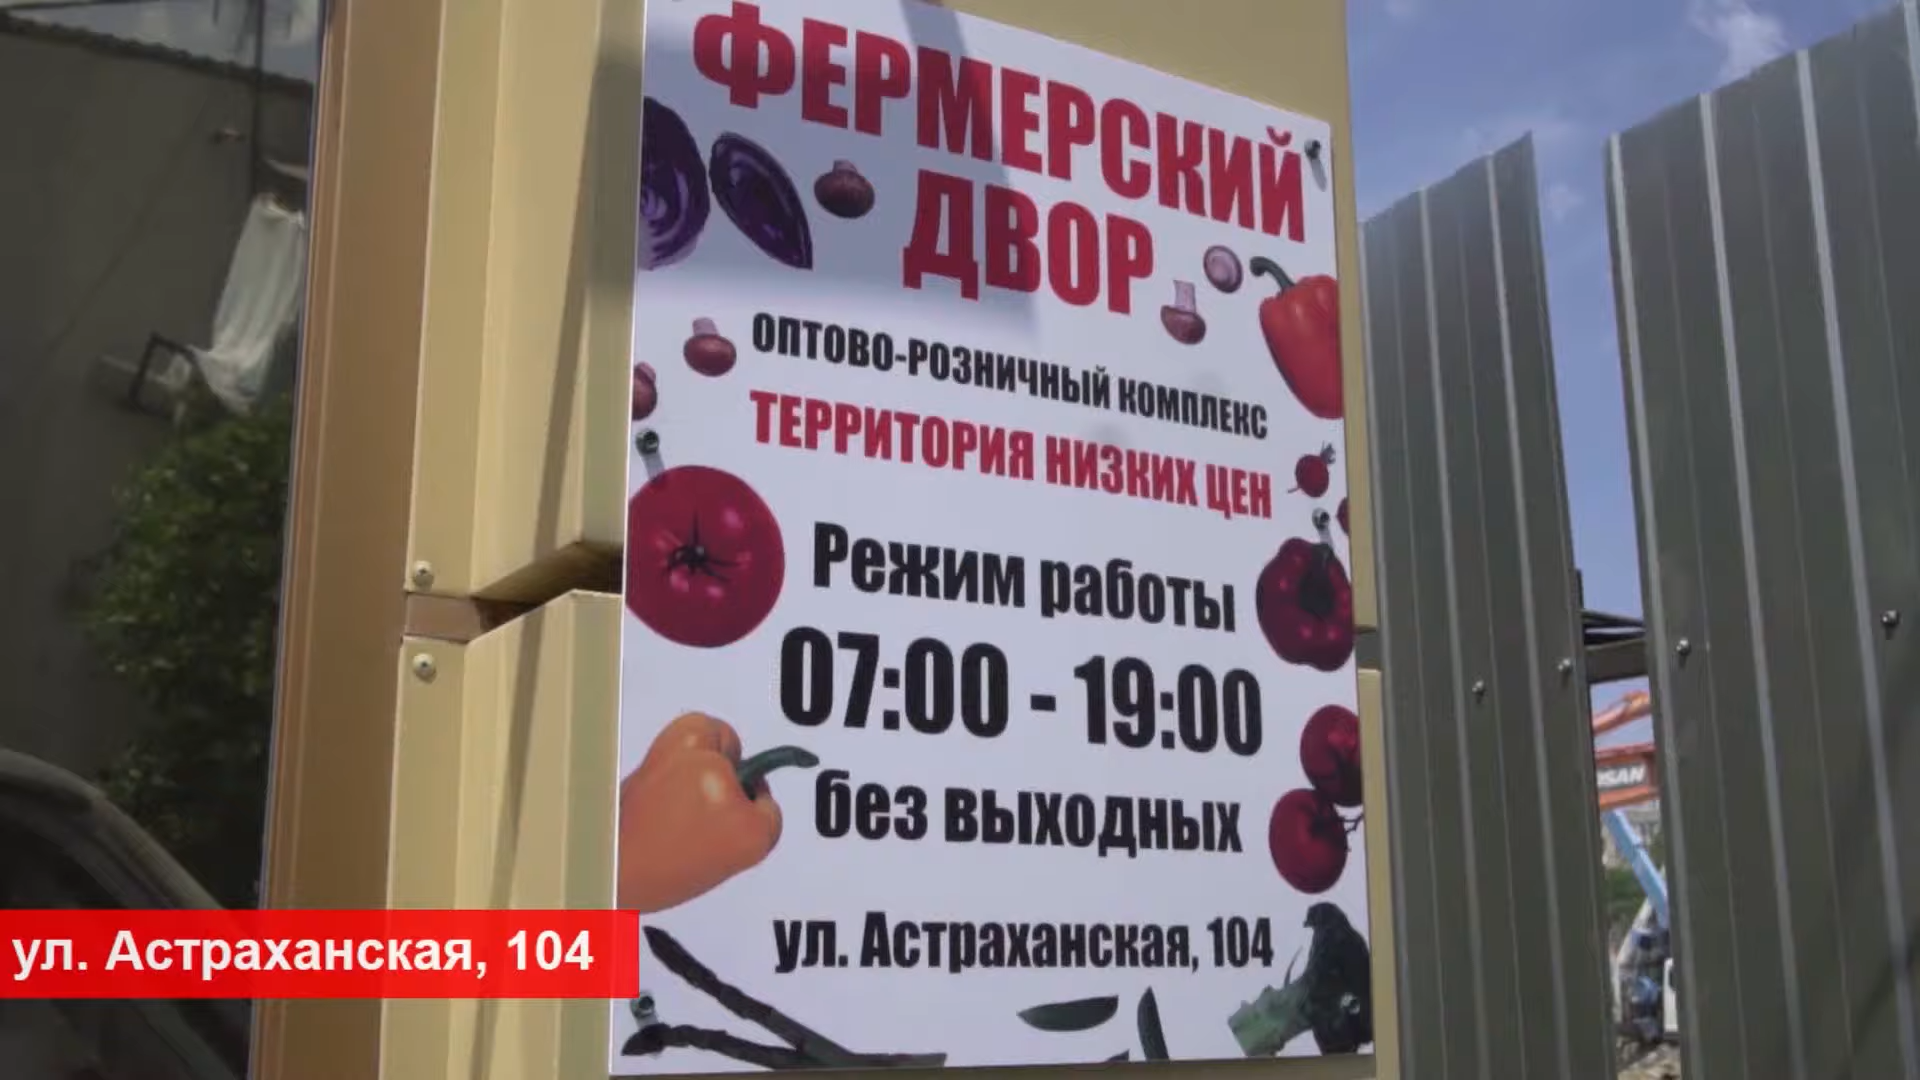 ФЕРМЕРСКИЙ
ДВОР
ОПТОВО-РОЗНИЧНЫЙ КОМПЛЕКС
ТЕРРИТОРИЯ НИЗКИХ ЦЕН
Режим работы
07:00 - 19:00
без выходных
ул. Астраханская, 104
ул. Астраханская, 104